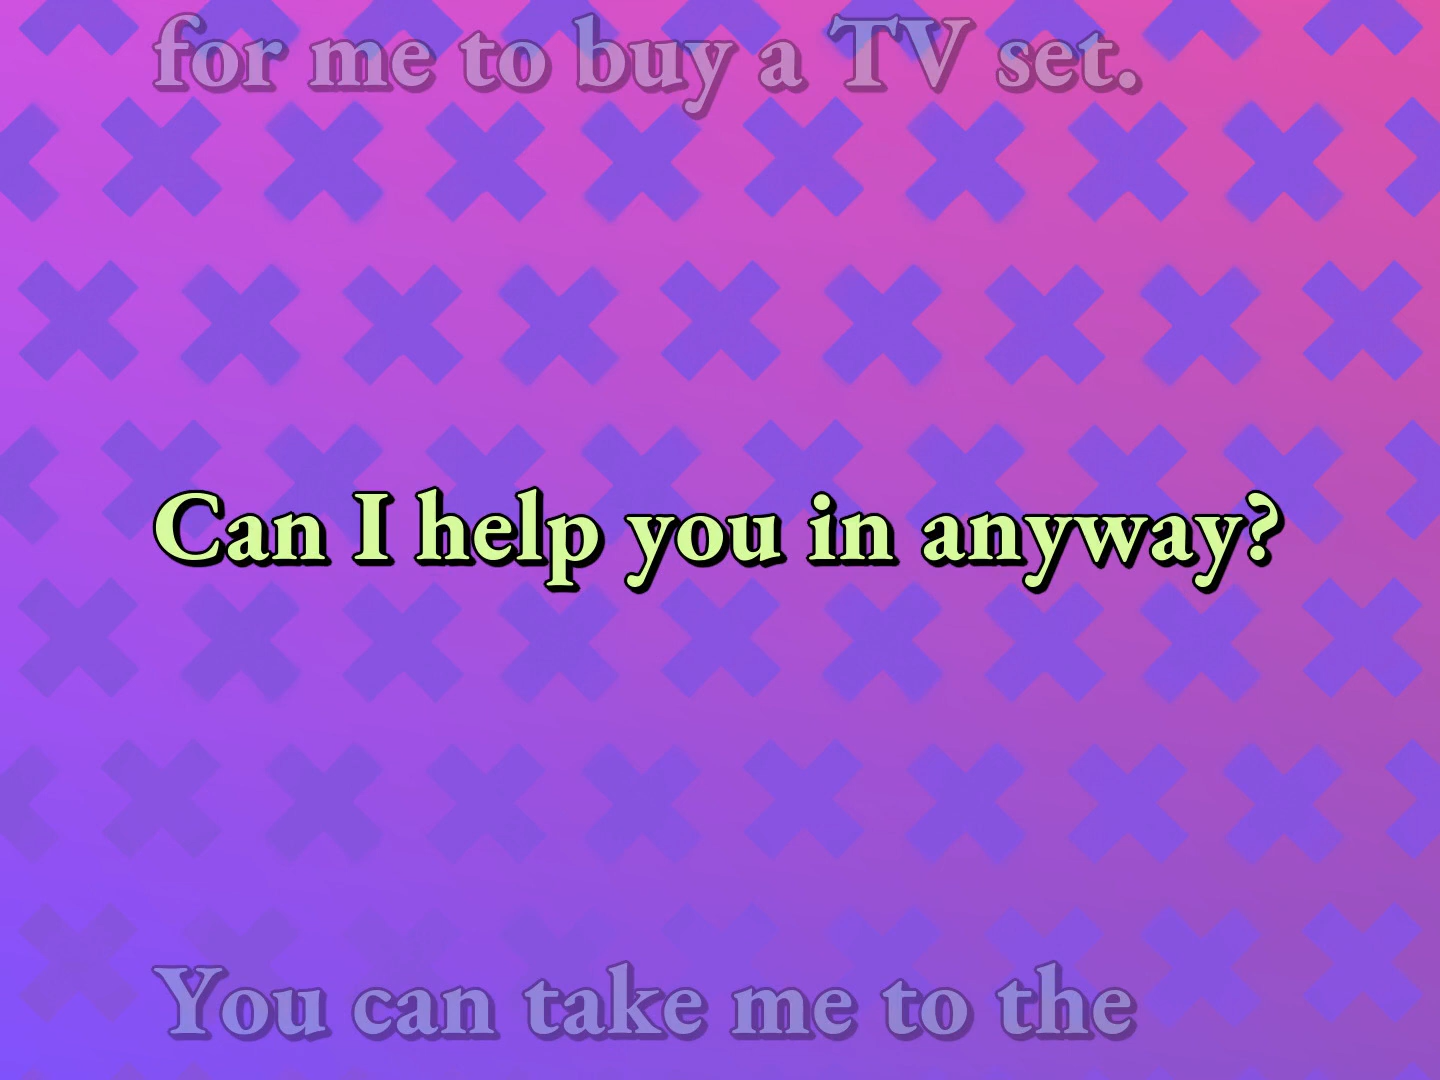 for me to buy a TV set.
Can I help you in anyway?
You can take me to the